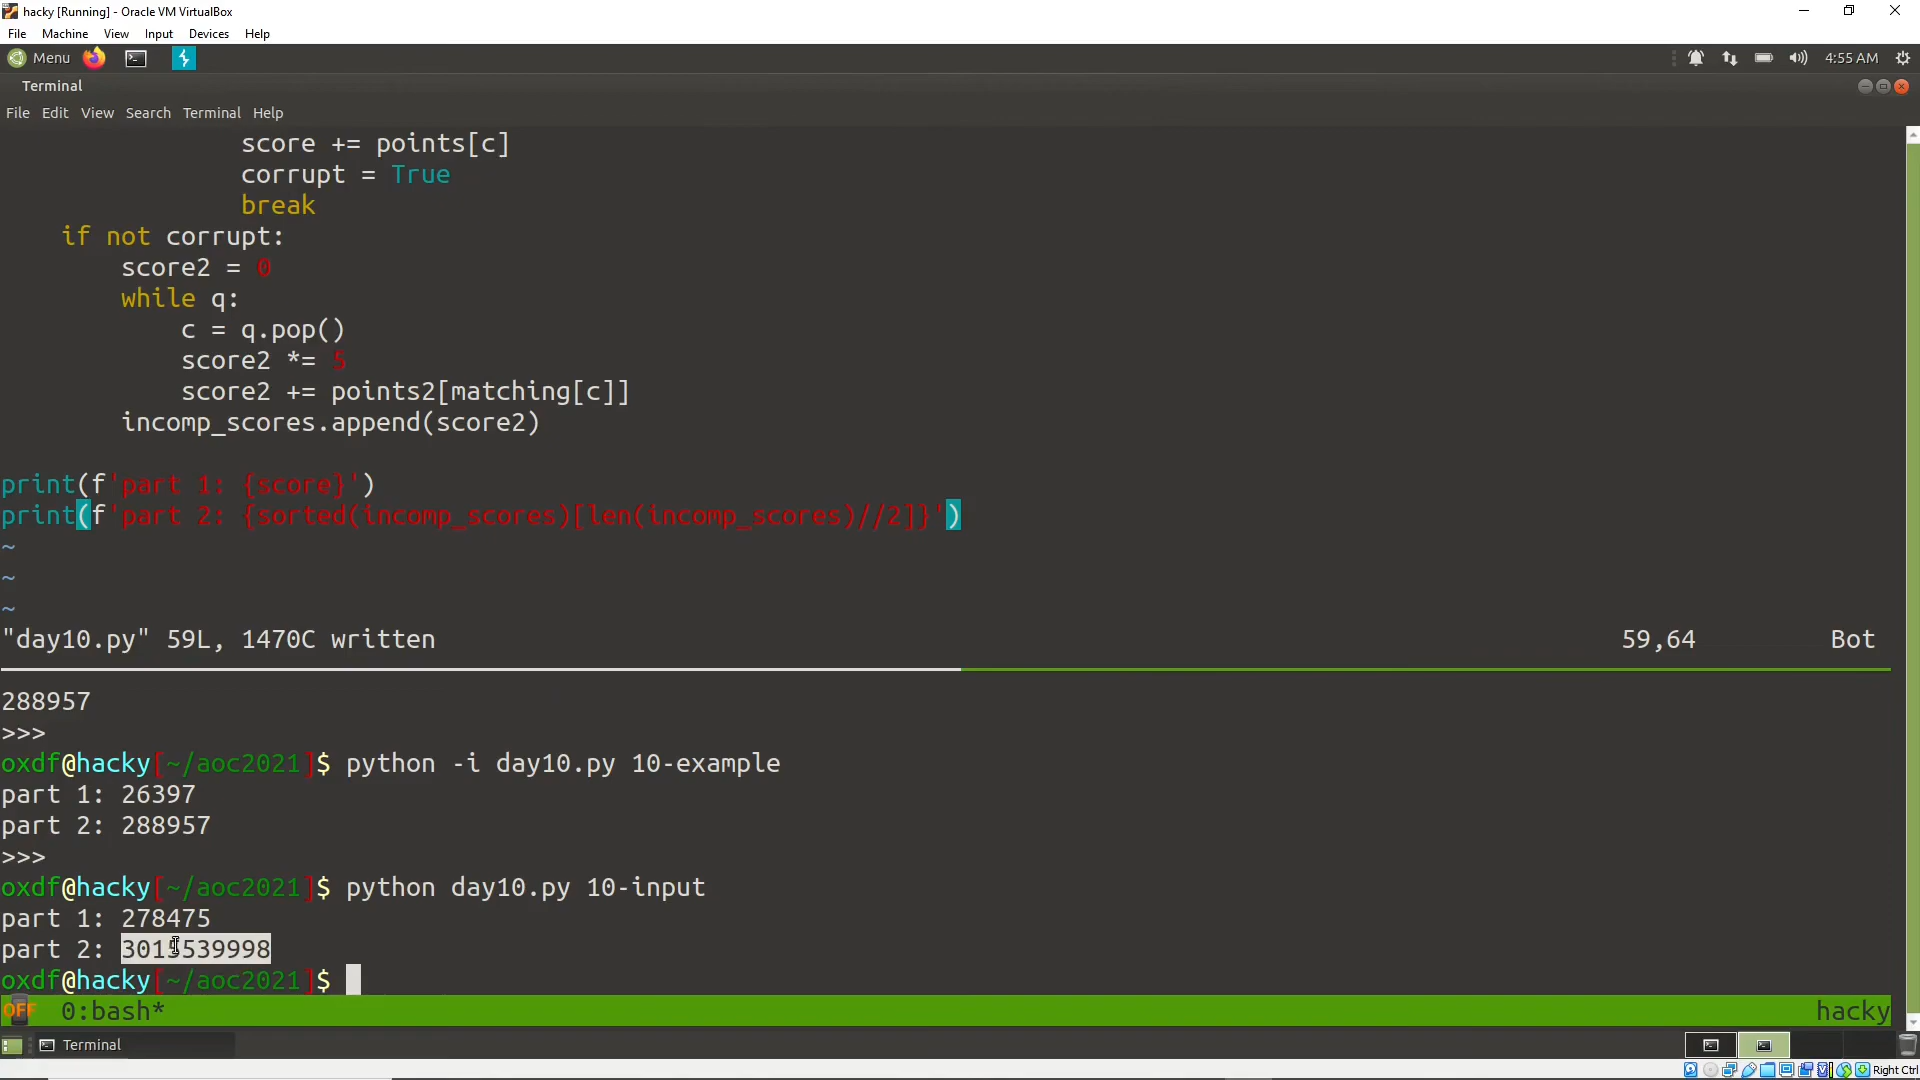 hacky [Running] - Oracle VM VirtualBox
File Machine View Input Devices Help
Menu 4:55 AM
Terminal
File Edit View Search Terminal Help
score += points[c]
corrupt = True
break
if not corrupt:
score2 = 0
while q:
c = q.pop()
score2 *= 5
score2 += points2[matching[c]]
incomp_scores.append(score2)
print(f'part 1: {score}')
print(f'part 2: {sorted(incomp_scores)[len(incomp_scores)//2]}')
~
~
~
"day10.py" 59L, 1470C written 59,64 Bot
288957
>>>
oxdf@hacky[~/aoc2021]$ python -i day10.py 10-example
part 1: 26397
part 2: 288957
>>>
oxdf@hacky[~/aoc2021]$ python day10.py 10-input
part 1: 278475
part 2: 3015539998
oxdf@hacky[~/aoc2021]$
OFF 0:bash* hacky
Terminal
Right Ctrl